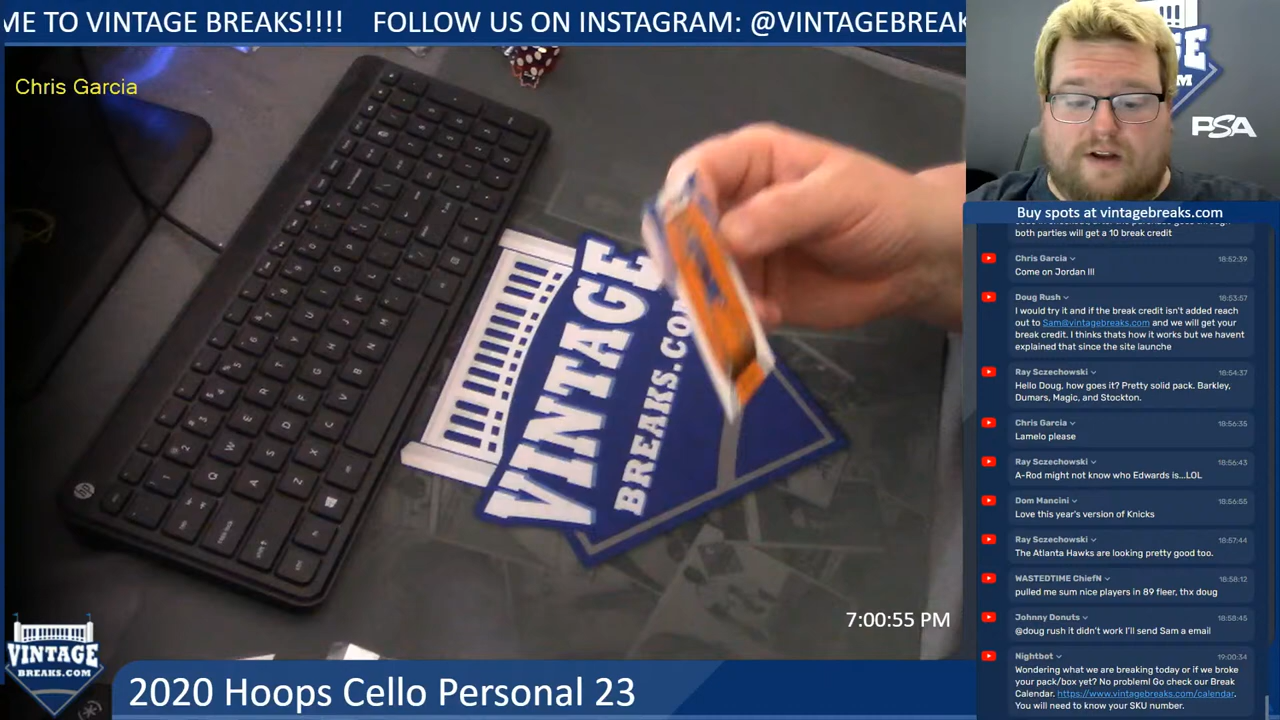 ME TO VINTAGE BREAKS!!!! FOLLOW US ON INSTAGRAM: @VINTAGEBREAK
Chris Garcia
VINTAGE
BREAKS.CO
7:00:55 PM
VINTAGE
BREAKS.COM
2020 Hoops Cello Personal 23
PSA
Buy spots at vintagebreaks.com
both parties will get a 10 break credit
Chris Garcia 18:52:39
Come on Jordan lll
Doug Rush 18:53:57
I would try it and if the break credit isn't added reach
out to Sam@vintagebreaks.com and we will get your
break credit. I thinks thats how it works but we havent
explained that since the site launche
Ray Sczechowski 18:54:37
Hello Doug, how goes it? Pretty solid pack. Barkley,
Dumars, Magic, and Stockton.
Chris Garcia 18:56:35
Lamelo please
Ray Sczechowski 18:56:43
A-Rod might not know who Edwards is...LOL
Dom Mancini 18:56:55
Love this year's version of Knicks
Ray Sczechowski 18:57:44
The Atlanta Hawks are looking pretty good too.
WASTEDTIME ChiefN 18:58:12
pulled me sum nice players in 89 fleer, thx doug
Johnny Donuts 18:58:45
@doug rush it didn't work I'll send Sam a email
Nightbot 19:00:34
Wondering what we are breaking today or if we broke
your pack/box yet? No problem! Go check our Break
Calendar. https://www.vintagebreaks.com/calendar.
You will need to know your SKU number.